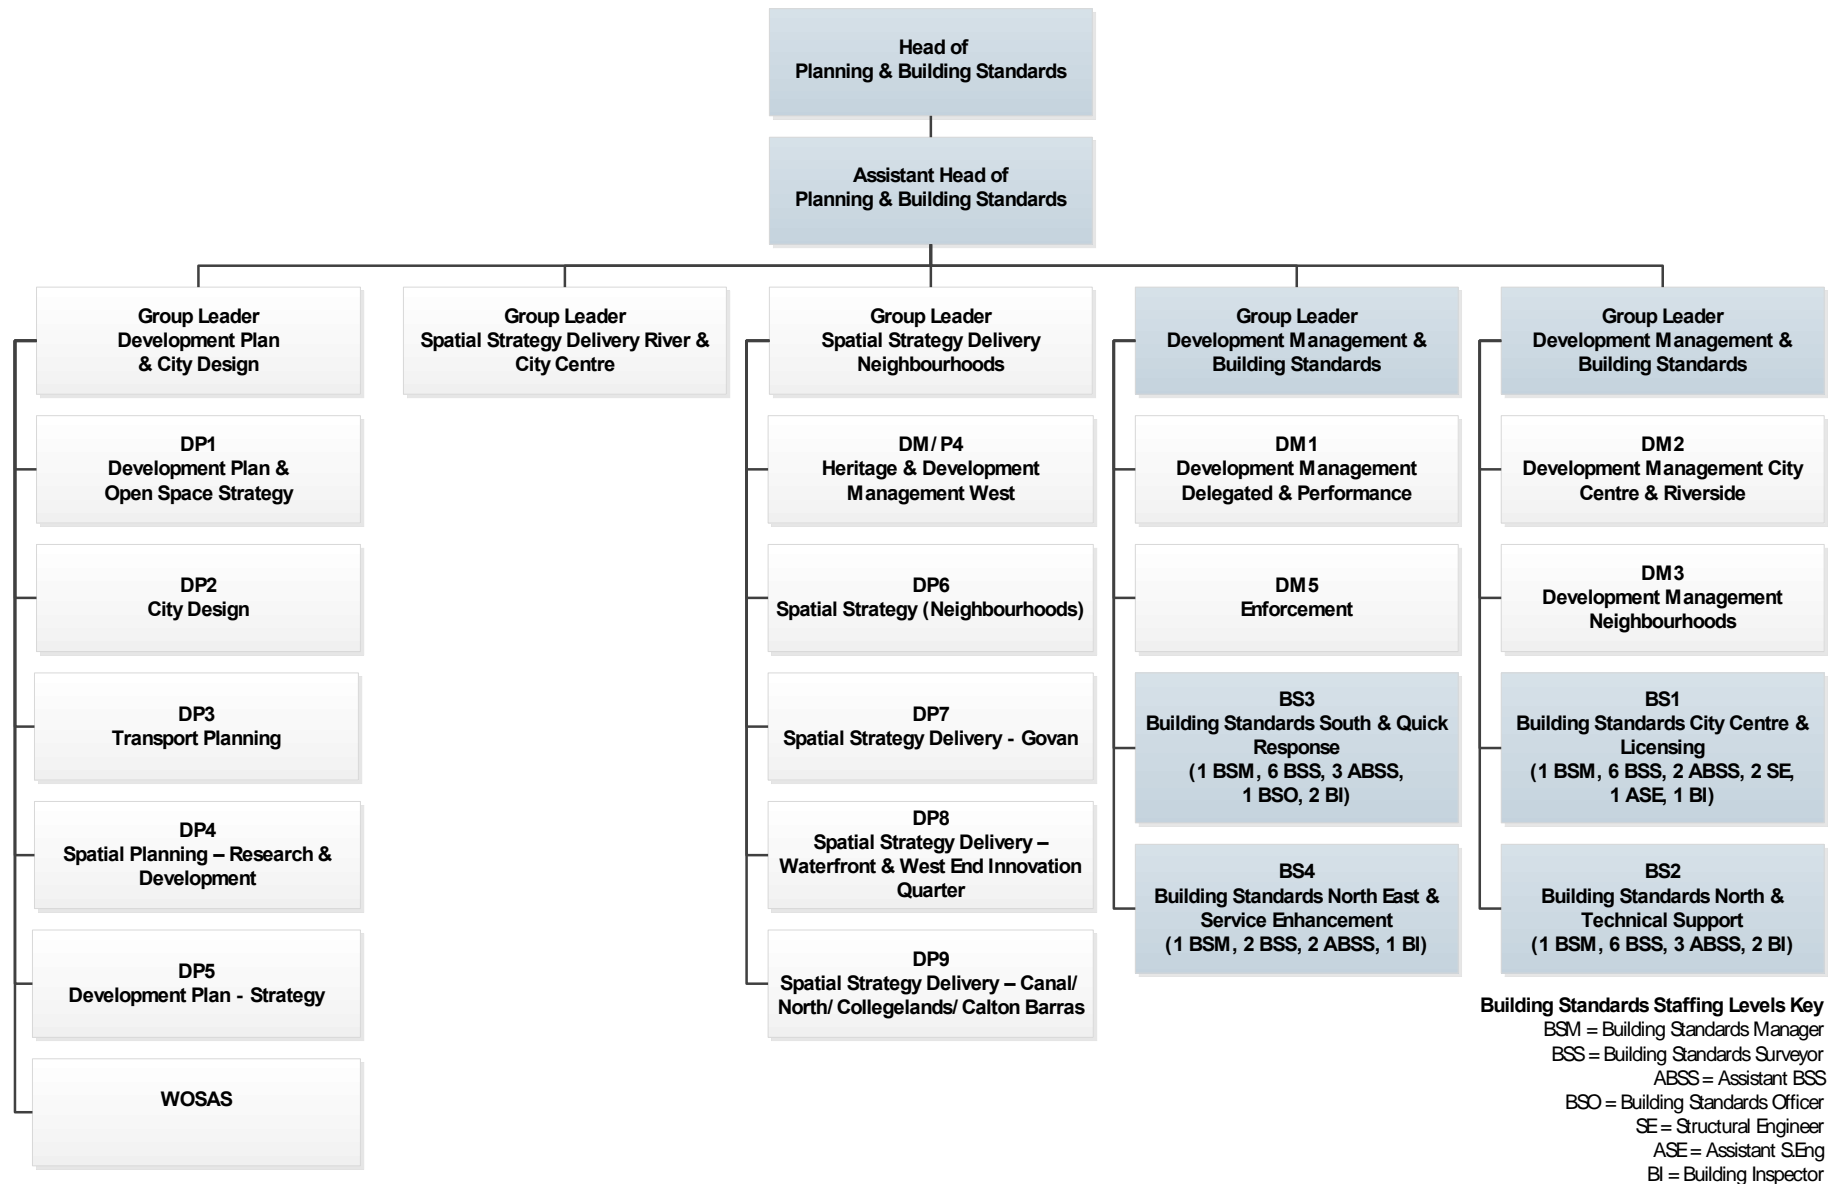 Head of
Planning & Building Standards
Assistant Head of
Planning & Building Standards
Group Leader
Development Plan
& City Design
Group Leader
Spatial Strategy Delivery River &
City Centre
Group Leader
Spatial Strategy Delivery
Neighbourhoods
Group Leader
Development Management &
Building Standards
Group Leader
Development Management &
Building Standards
DP1
Development Plan &
Open Space Strategy
DP2
City Design
DP3
Transport Planning
DP4
Spatial Planning – Research &
Development
DP5
Development Plan - Strategy
WOSAS
DM/ P4
Heritage & Development
Management West
DP6
Spatial Strategy (Neighbourhoods)
DP7
Spatial Strategy Delivery - Govan
DP8
Spatial Strategy Delivery –
Waterfront & West End Innovation
Quarter
DP9
Spatial Strategy Delivery – Canal/
North/ Collegelands/ Calton Barras
DM1
Development Management
Delegated & Performance
DM5
Enforcement
BS3
Building Standards South & Quick
Response
(1 BSM, 6 BSS, 3 ABSS,
1 BSO, 2 BI)
BS4
Building Standards North East &
Service Enhancement
(1 BSM, 2 BSS, 2 ABSS, 1 BI)
DM2
Development Management City
Centre & Riverside
DM3
Development Management
Neighbourhoods
BS1
Building Standards City Centre &
Licensing
(1 BSM, 6 BSS, 2 ABSS, 2 SE,
1 ASE, 1 BI)
BS2
Building Standards North &
Technical Support
(1 BSM, 6 BSS, 3 ABSS, 2 BI)
Building Standards Staffing Levels Key
BSM = Building Standards Manager
BSS = Building Standards Surveyor
ABSS = Assistant BSS
BSO = Building Standards Officer
SE = Structural Engineer
ASE = Assistant S.Eng
BI = Building Inspector